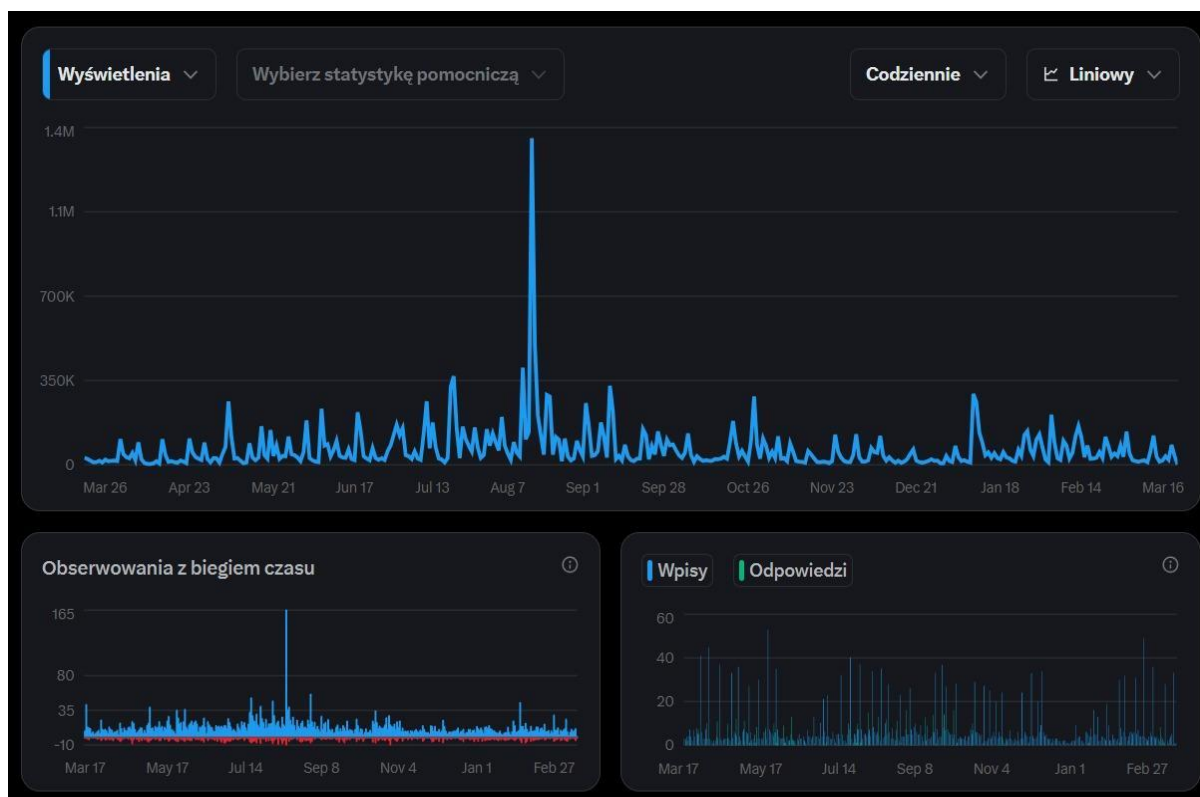 Wyświetlenia
Wybierz statystykę pomocniczą
Codziennie
Liniowy
1.4M
1.1M
700K
350K
0
Mar 26 Apr 23 May 21 Jun 17 Jul 13 Aug 7 Sep 1 Sep 28 Oct 26 Nov 23 Dec 21 Jan 18 Feb 14 Mar 16
Obserwowania z biegiem czasu
165
80
35
-10
Mar 17 May 17 Jul 14 Sep 8 Nov 4 Jan 1 Feb 27
Wpisy Odpowiedzi
60
40
20
0
Mar 17 May 17 Jul 14 Sep 8 Nov 4 Jan 1 Feb 27